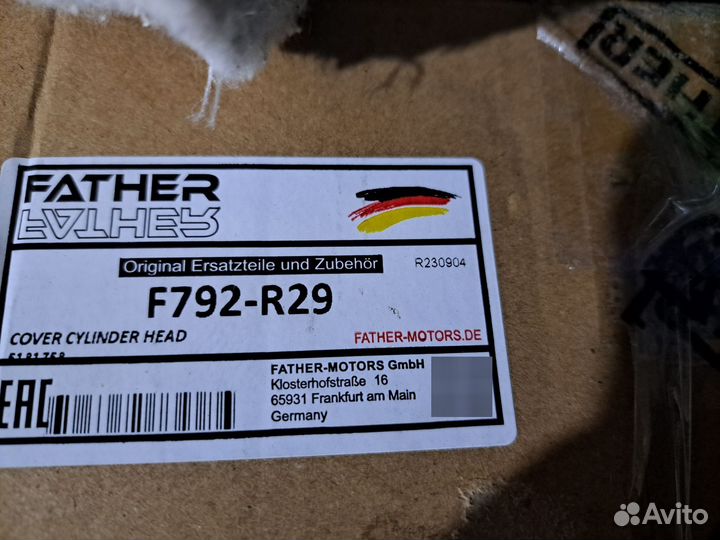 FATHER
FATHER
Original Ersatzteile und Zubehör
R230904
F792-R29
COVER CYLINDER HEAD
FATHER-MOTORS.DE
FATHER-MOTORS GmbH
Klosterhofstraße 16
65931 Frankfurt am Main
Germany
EAC
Avito